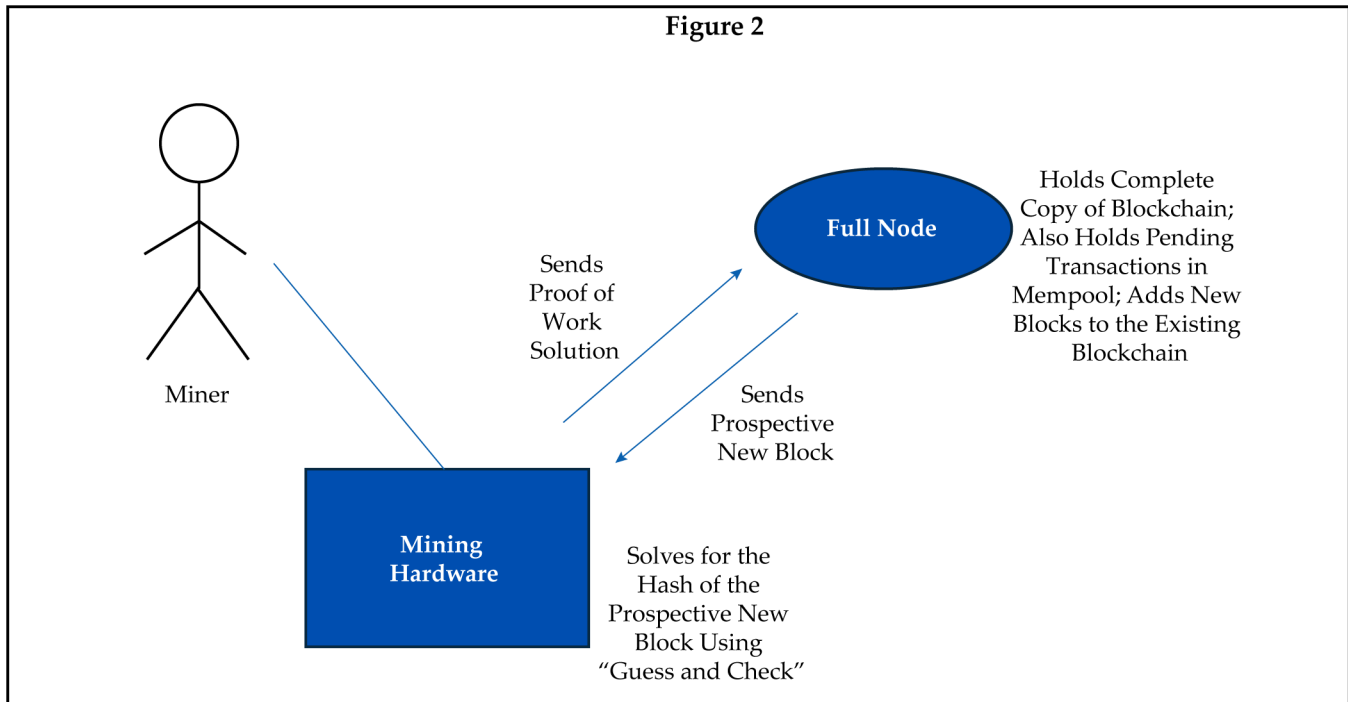 Figure 2
Miner
Sends
Proof of
Work
Solution
Full Node
Holds Complete
Copy of Blockchain;
Also Holds Pending
Transactions in
Mempool; Adds New
Blocks to the Existing
Blockchain
Sends
Prospective
New Block
Mining
Hardware
Solves for the
Hash of the
Prospective New
Block Using
“Guess and Check”